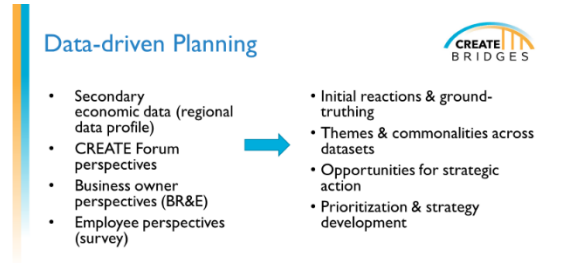 Data-driven Planning
CREATE
BRIDGES
• Secondary
economic data (regional
data profile)
• CREATE Forum
perspectives
• Business owner
perspectives (BR&E)
• Employee perspectives
(survey)
• Initial reactions & ground-
truthing
• Themes & commonalities across
datasets
• Opportunities for strategic
action
• Prioritization & strategy
development